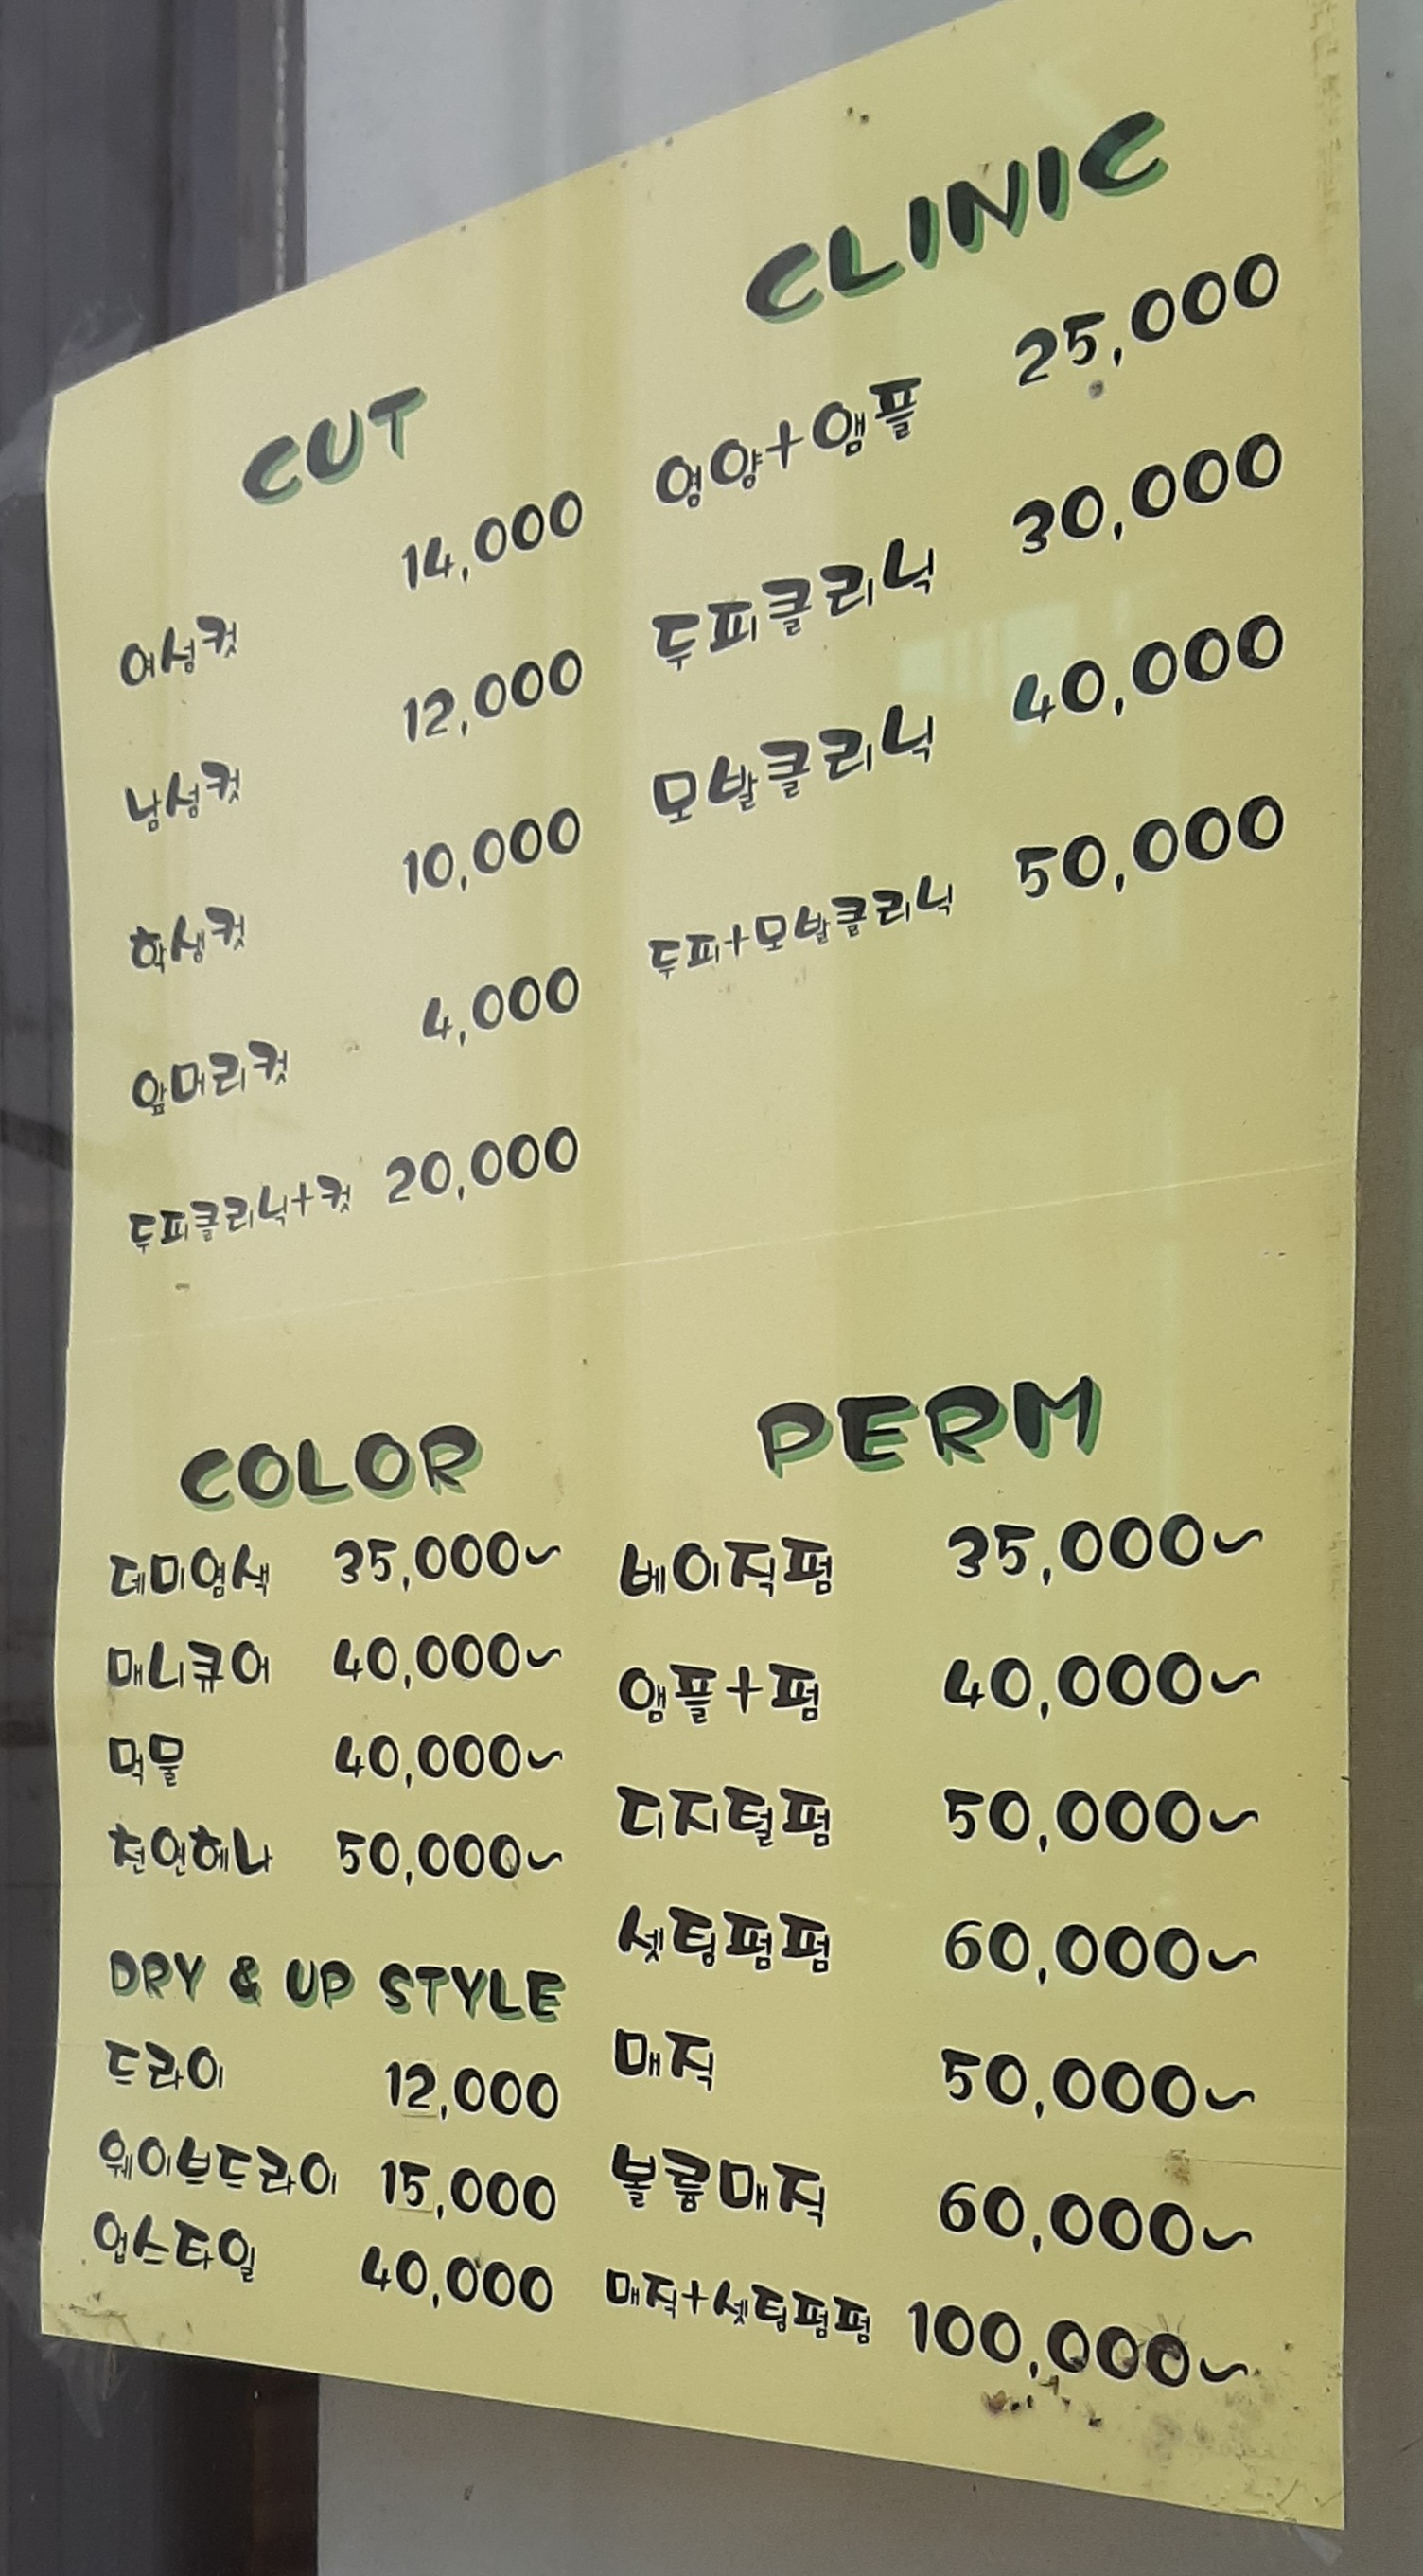 CUT
여성컷 14,000
남성컷 12,000
학생컷 10,000
앞머리컷 4,000
두피클리닉+컷 20,000
CLINIC
영양+앰플 25,000
두피클리닉 30,000
모발클리닉 40,000
두피+모발클리닉 50,000
COLOR
데미염색 35,000~
매니큐어 40,000~
먹물 40,000~
천연헤나 50,000~
DRY & UP STYLE
드라이 12,000
웨이브드라이 15,000
업스타일 40,000
PERM
베이직펌 35,000~
앰플+펌 40,000~
디지털펌 50,000~
셋팅펌펌 60,000~
매직 50,000~
볼륨매직 60,000~
매직+셋팅펌펌 100,000~